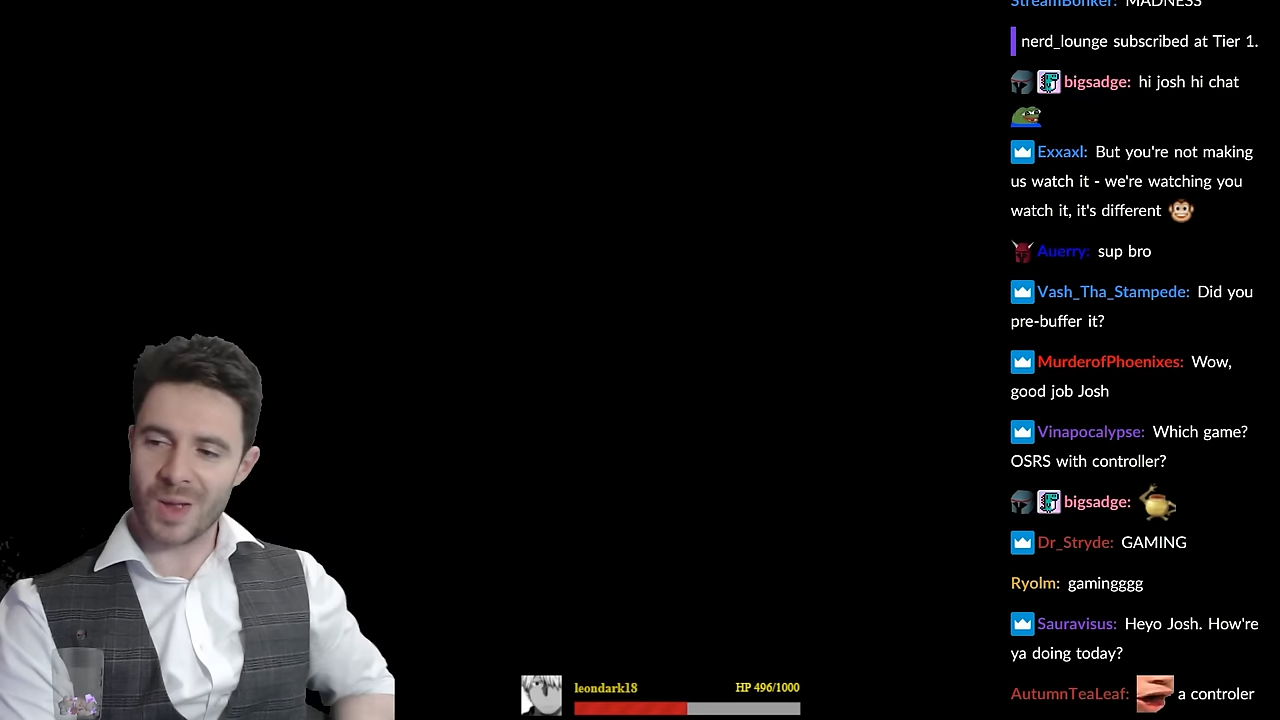 StreamBonker: MADNESS
nerd_lounge subscribed at Tier 1.
bigsadge: hi josh hi chat
Exxaxl: But you're not making
us watch it - we're watching you
watch it, it's different
Auerry: sup bro
Vash_Tha_Stampede: Did you
pre-buffer it?
MurderofPhoenixes: Wow,
good job Josh
Vinapocalypse: Which game?
OSRS with controller?
bigsadge:
Dr_Stryde: GAMING
Ryolm: gamingggg
Sauravisus: Heyo Josh. How're
ya doing today?
AutumnTeaLeaf: a controler
leondark18 HP 496/1000